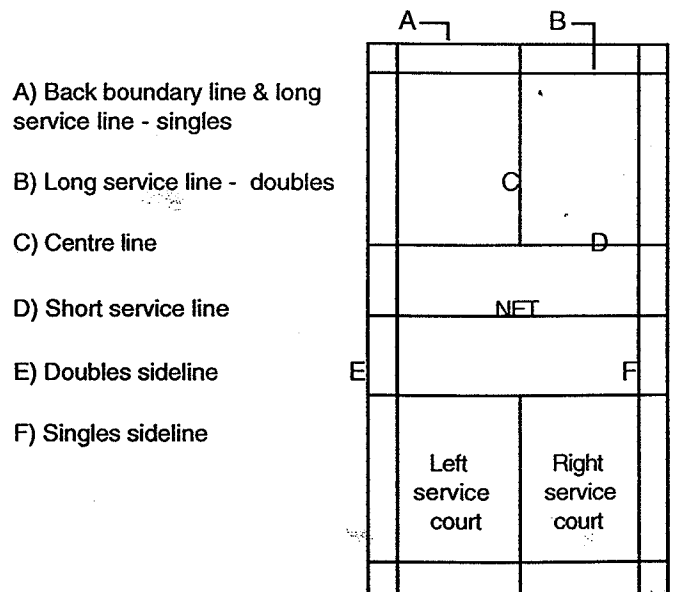 A
B
A) Back boundary line & long
service line - singles
B) Long service line - doubles
C
C) Centre line
D
D) Short service line
NET
E) Doubles sideline
E
F
F) Singles sideline
Left
service
court
Right
service
court